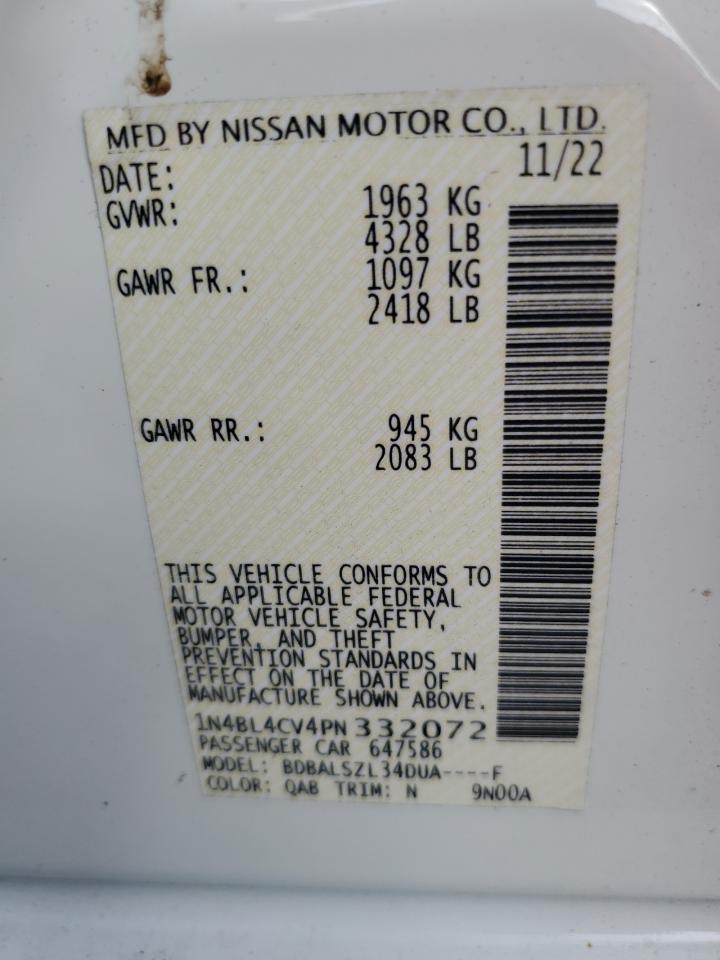 MFD BY NISSAN MOTOR CO., LTD.
DATE: 11/22
GVWR: 1963 KG
4328 LB
GAWR FR.: 1097 KG
2418 LB
GAWR RR.: 945 KG
2083 LB
THIS VEHICLE CONFORMS TO
ALL APPLICABLE FEDERAL
MOTOR VEHICLE SAFETY,
BUMPER, AND THEFT
PREVENTION STANDARDS IN
EFFECT ON THE DATE OF
MANUFACTURE SHOWN ABOVE.
1N4BL4CV4PN332072
PASSENGER CAR 647586
MODEL: BDBALSZL34DUA----F
COLOR: QAB TRIM: N 9N00A